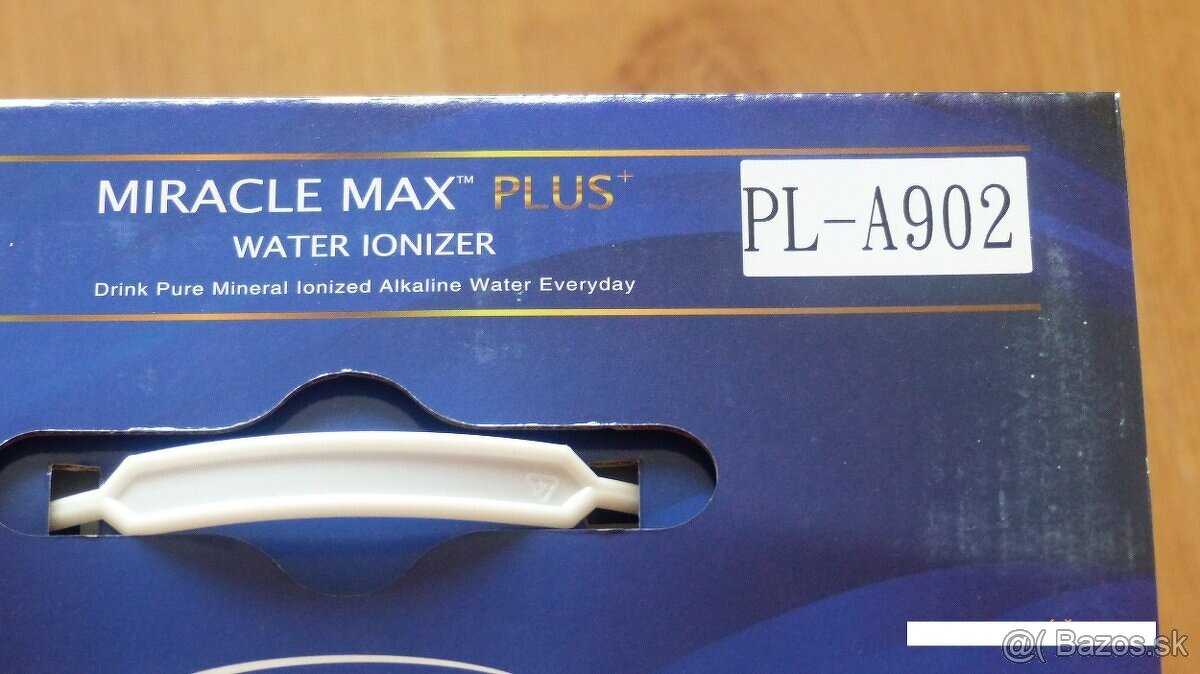 MIRACLE MAX™ PLUS+
WATER IONIZER
Drink Pure Mineral Ionized Alkaline Water Everyday
PL-A902
@( Bazos.sk